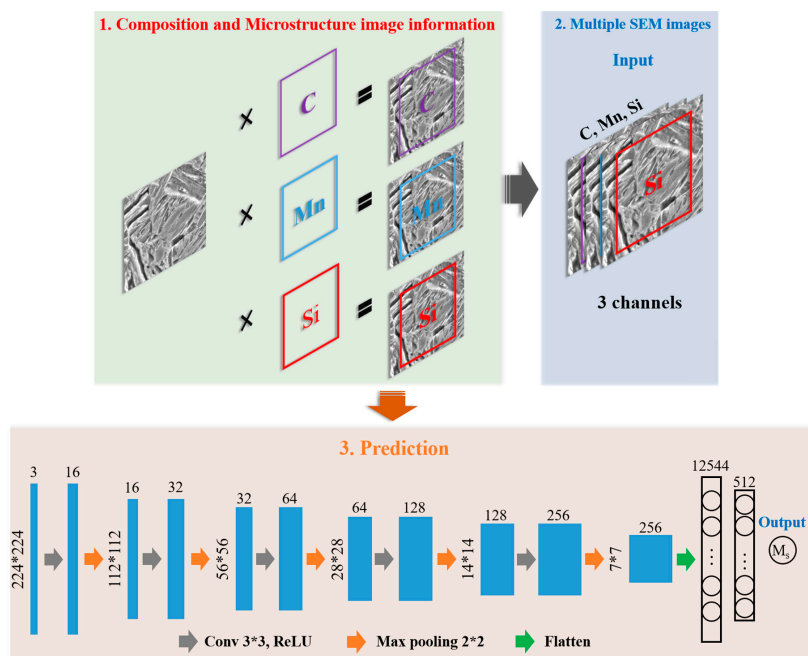 1. Composition and Microstructure image information
× C =
× Mn =
× Si =
C
Mn
Si
2. Multiple SEM images
Input
C, Mn, Si
Si
3 channels
3. Prediction
3 16
224*224
16 32
112*112
32 64
56*56
64 128
28*28
128 256
14*14
256
7*7
12544
512
Output
Ms
Conv 3*3, ReLU
Max pooling 2*2
Flatten